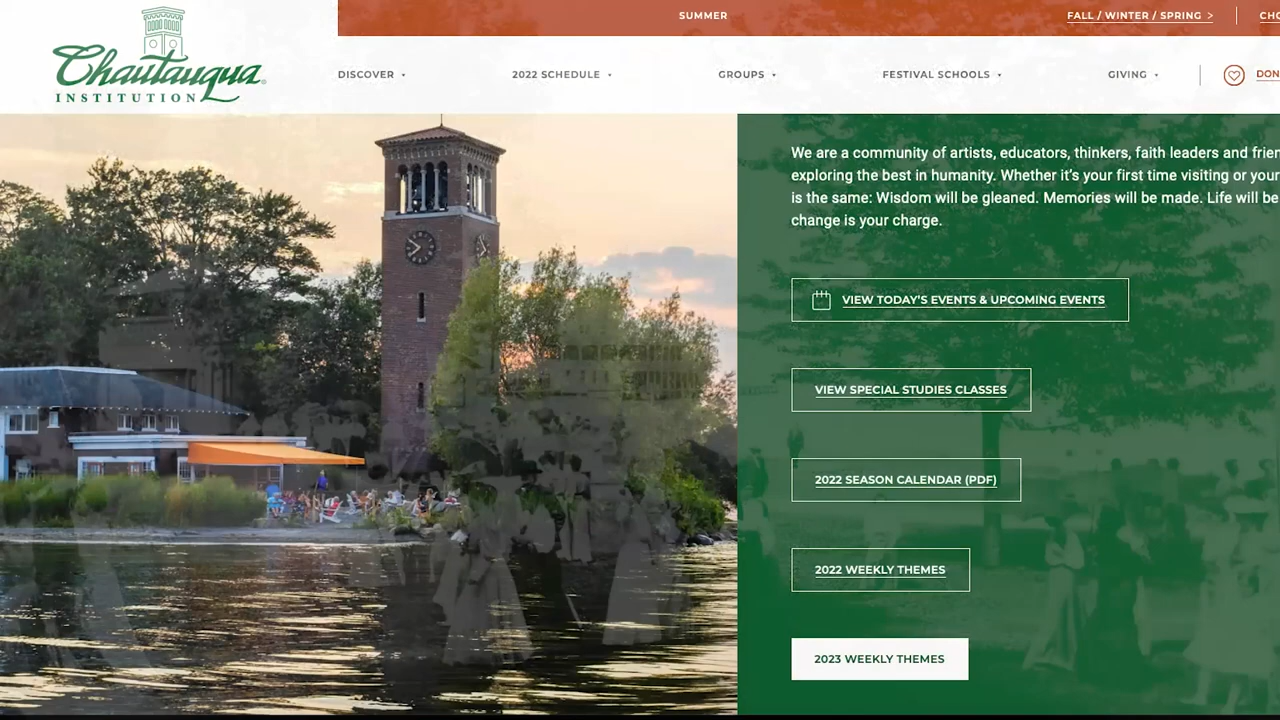 SUMMER
FALL / WINTER / SPRING >
Chautauqua
INSTITUTION
DISCOVER
2022 SCHEDULE
GROUPS
FESTIVAL SCHOOLS
GIVING
We are a community of artists, educators, thinkers, faith leaders and
exploring the best in humanity. Whether it's your first time visiting or your
is the same: Wisdom will be gleaned. Memories will be made. Life will be
change is your charge.
VIEW TODAY'S EVENTS & UPCOMING EVENTS
VIEW SPECIAL STUDIES CLASSES
2022 SEASON CALENDAR (PDF)
2022 WEEKLY THEMES
2023 WEEKLY THEMES